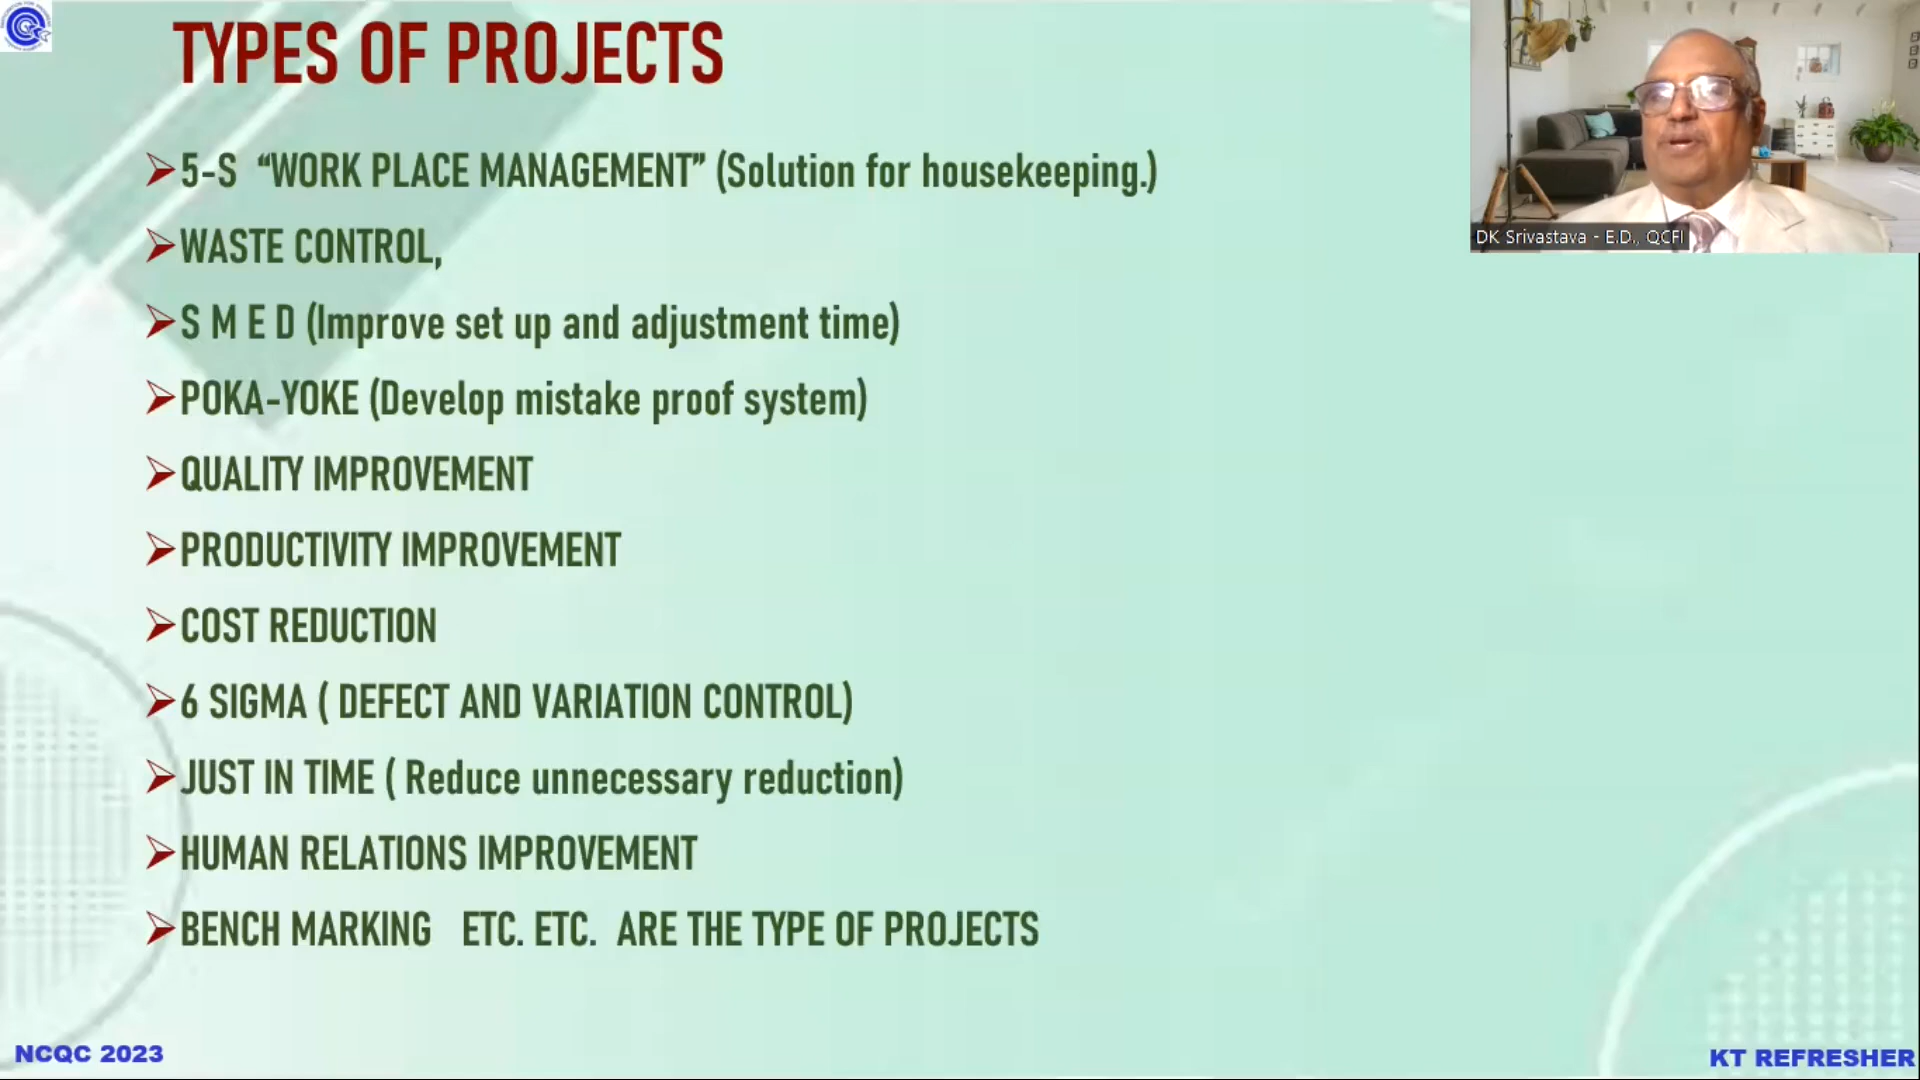 TYPES OF PROJECTS
5-S “WORK PLACE MANAGEMENT” (Solution for housekeeping.)
WASTE CONTROL,
S M E D (Improve set up and adjustment time)
POKA-YOKE (Develop mistake proof system)
QUALITY IMPROVEMENT
PRODUCTIVITY IMPROVEMENT
COST REDUCTION
6 SIGMA ( DEFECT AND VARIATION CONTROL)
JUST IN TIME ( Reduce unnecessary reduction)
HUMAN RELATIONS IMPROVEMENT
BENCH MARKING ETC. ETC. ARE THE TYPE OF PROJECTS
DK Srivastava - E.D., QCFI
NCQC 2023
KT REFRESHER